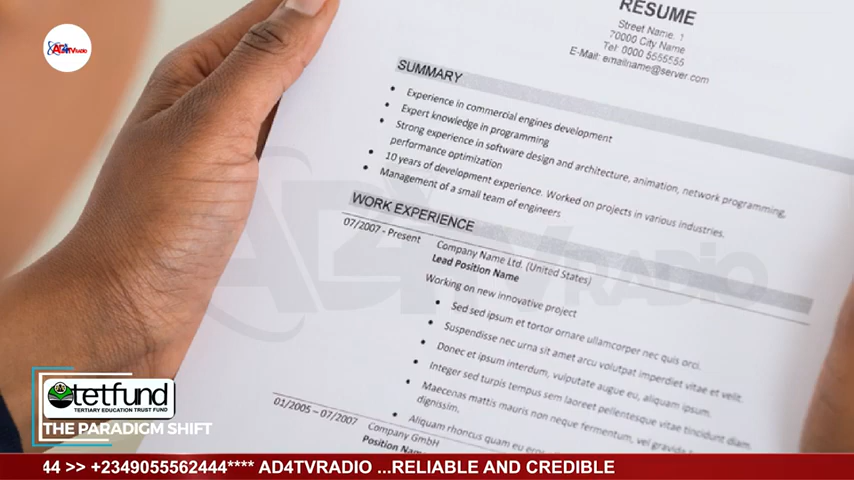 AD4TVradio
RESUME
Street Name, 1
70000 City Name
Tel: 0000 5555555
E-Mail: emailname@server.com
SUMMARY
• Experience in commercial engines development
• Expert knowledge in programming
• Strong experience in software design and architecture, animation, network programming,
performance optimization
• 10 years of development experience. Worked on projects in various industries.
• Management of a small team of engineers
WORK EXPERIENCE
07/2007 - Present
Company Name Ltd. (United States)
Lead Position Name
Working on new innovative project
• Sed sed ipsum et tortor ornare ullamcorper nec quis orci.
• Suspendisse nec urna sit amet arcu volutpat imperdiet vitae et velit.
• Donec et ipsum interdum, vulputate augue eu, aliquam ipsum.
• Integer sed turpis tempus sem laoreet pellentesque vitae tincidunt diam.
• Maecenas mattis mauris non neque fermentum, vel gravida
dignissim.
• Aliquam rhoncus quam eu
01/2005 – 07/2007
Company GmbH
Position Name
AD4TVRADIO
tetfund
TERTIARY EDUCATION TRUST FUND
THE PARADIGM SHIFT
44 >> +2349055562444**** AD4TVRADIO ...RELIABLE AND CREDIBLE